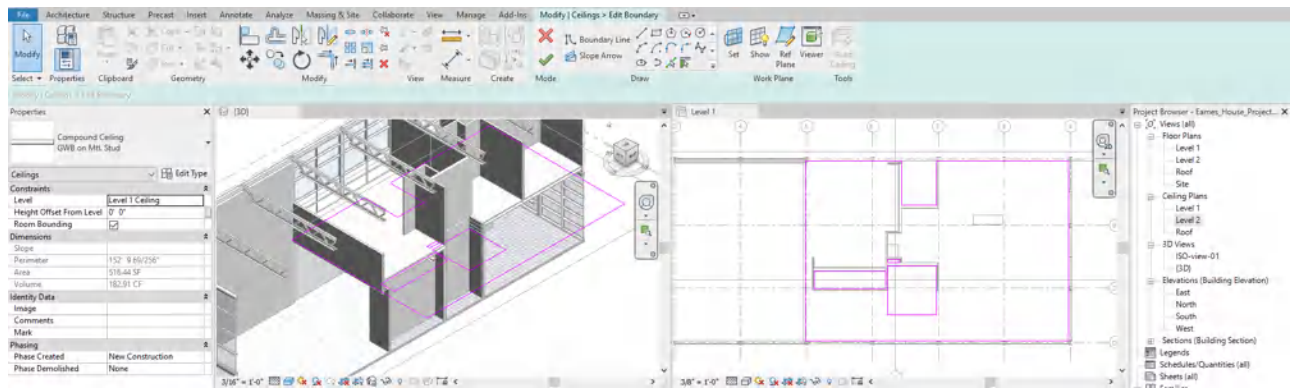 File Architecture Structure Precast Insert Annotate Analyze Massing & Site Collaborate View Manage Add-Ins Modify | Ceilings > Edit Boundary
Modify
Boundary Line
Slope Arrow
Set Show Ref Plane Viewer
Select Properties Clipboard Geometry Modify View Measure Create Mode Draw Work Plane Tools
Properties X
Compound Ceiling
GWB on Mtl. Stud
Ceilings Edit Type
Constraints
Level Level 1 Ceiling
Height Offset From Level 0' 0"
Room Bounding
Dimensions
Slope
Perimeter
Area 516.44 SF
Volume 182.91 CF
Identity Data
Image
Comments
Mark
Phasing
Phase Created New Construction
Phase Demolished None
{3D}
3/16" = 1'-0"
Level 1
3/8" = 1'-0"
Project Browser - Eames_House_Project... X
Views (all)
Floor Plans
Level 1
Level 2
Roof
Site
Ceiling Plans
Level 1
Level 2
Roof
3D Views
ISO-view-01
{3D}
Elevations (Building Elevation)
East
North
South
West
Sections (Building Section)
Legends
Schedules/Quantities (all)
Sheets (all)